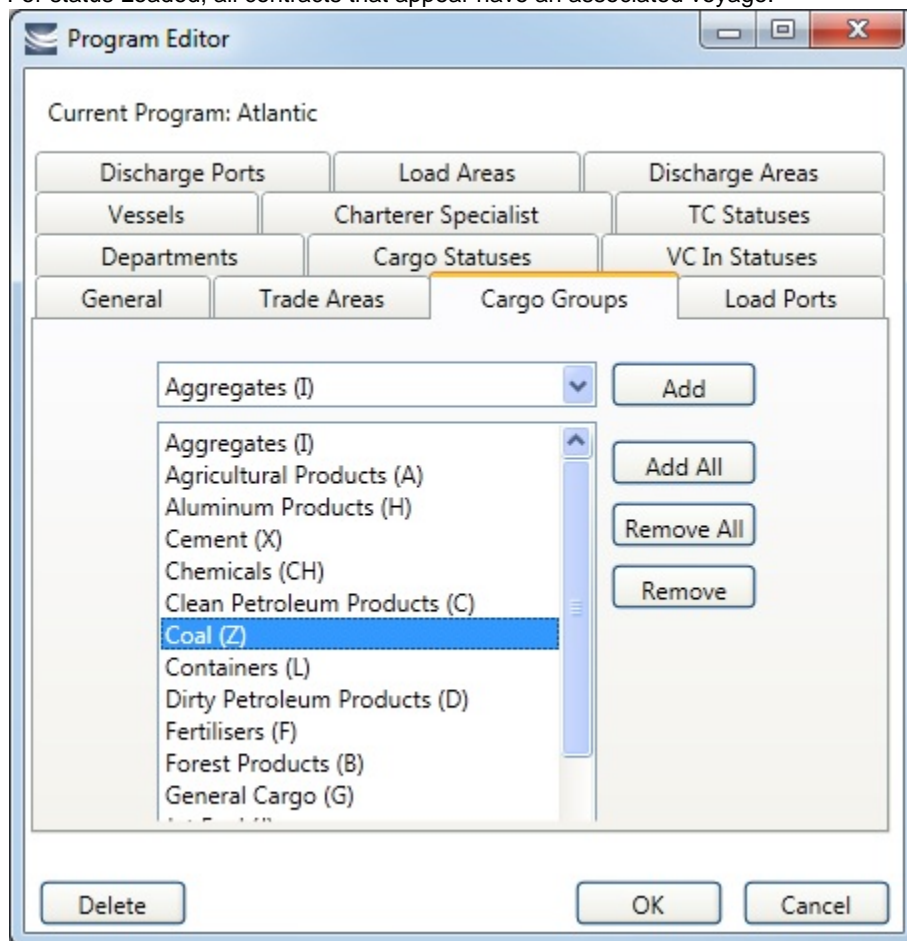 For status Loaded, all contracts that appear have an associated voyage.
Program Editor
Current Program: Atlantic
Discharge Ports Load Areas Discharge Areas
Vessels Charterer Specialist TC Statuses
Departments Cargo Statuses VC In Statuses
General Trade Areas Cargo Groups Load Ports
Aggregates (I) Add
Aggregates (I)
Agricultural Products (A)
Add All
Aluminum Products (H)
Cement (X)
Remove All
Chemicals (CH)
Clean Petroleum Products (C)
Remove
Coal (Z)
Containers (L)
Dirty Petroleum Products (D)
Fertilisers (F)
Forest Products (B)
General Cargo (G)
Delete OK Cancel